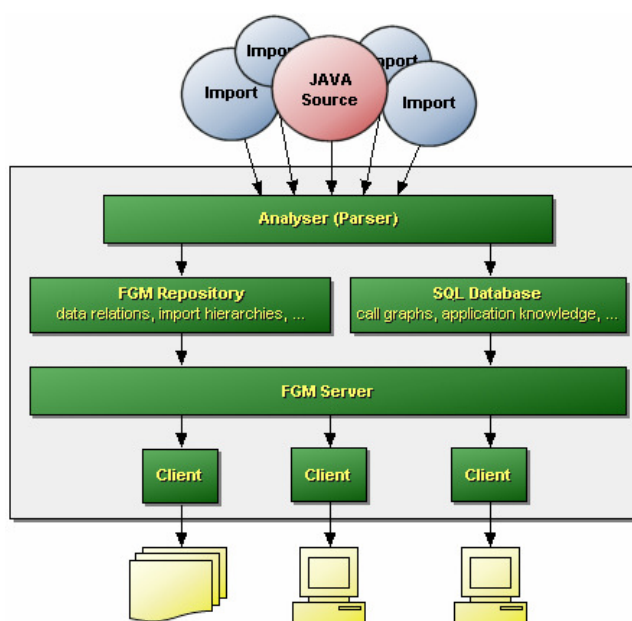 Import
Import
JAVA
Source
Import
Import
Analyser (Parser)
FGM Repository
data relations, import hierarchies, ...
SQL Database
call graphs, application knowledge, ...
FGM Server
Client
Client
Client